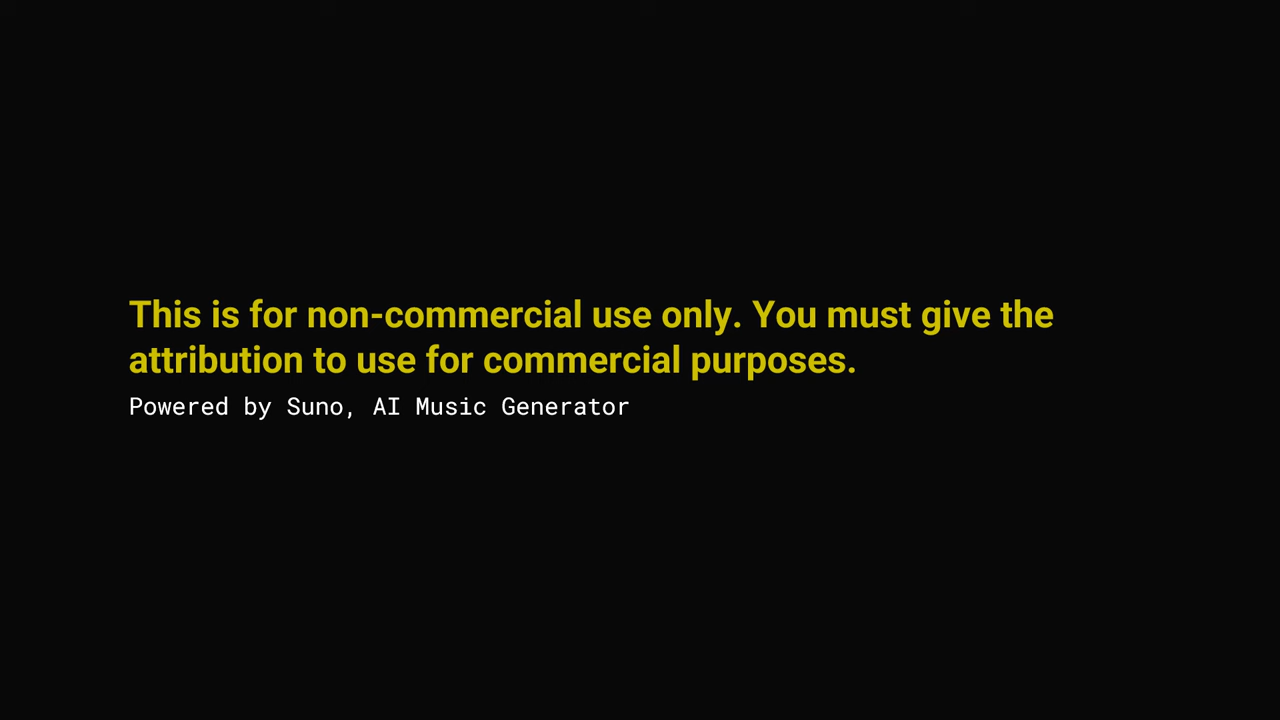 This is for non-commercial use only. You must give the
attribution to use for commercial purposes.
Powered by Suno, AI Music Generator